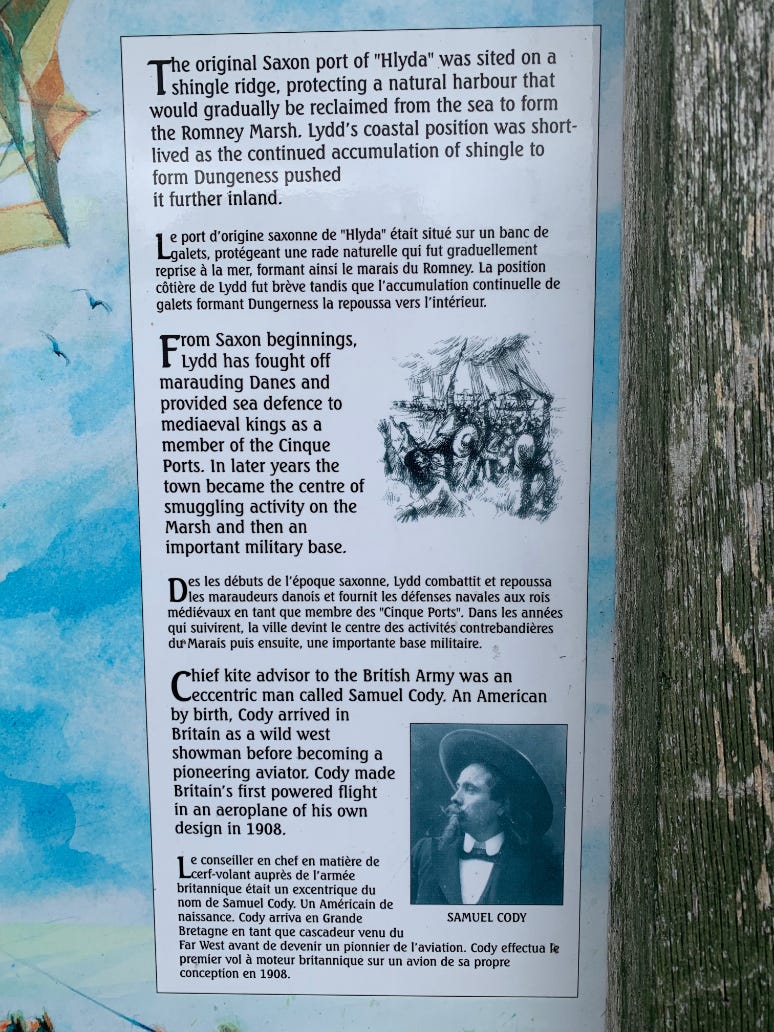 The original Saxon port of "Hlyda" was sited on a
shingle ridge, protecting a natural harbour that
would gradually be reclaimed from the sea to form
the Romney Marsh. Lydd's coastal position was short-
lived as the continued accumulation of shingle to
form Dungeness pushed
it further inland.
Le port d'origine saxonne de "Hlyda" était situé sur un banc de
galets, protégeant une rade naturelle qui fut graduellement
reprise à la mer, formant ainsi le marais du Romney. La position
côtière de Lydd fut brève tandis que l'accumulation continuelle de
galets formant Dungerness la repoussa vers l'intérieur.
From Saxon beginnings,
Lydd has fought off
marauding Danes and
provided sea defence to
mediaeval kings as a
member of the Cinque
Ports. In later years the
town became the centre of
smuggling activity on the
Marsh and then an
important military base.
Des les débuts de l'époque saxonne, Lydd combattit et repoussa
les maraudeurs danois et fournit les défenses navales aux rois
médiévaux en tant que membre des "Cinque Ports". Dans les années
qui suivirent, la ville devint le centre des activités contrebandières
du Marais puis ensuite, une importante base militaire.
Chief kite advisor to the British Army was an
eccentric man called Samuel Cody. An American
by birth, Cody arrived in
Britain as a wild west
showman before becoming a
pioneering aviator. Cody made
Britain's first powered flight
in an aeroplane of his own
design in 1908.
Le conseiller en chef en matière de
cerf-volant auprès de l'armée
britannique était un excentrique du
nom de Samuel Cody. Un Américain de
naissance. Cody arriva en Grande
Bretagne en tant que cascadeur venu du
Far West avant de devenir un pionnier de l'aviation. Cody effectua le
premier vol à moteur britannique sur un avion de sa propre
conception en 1908.
SAMUEL CODY